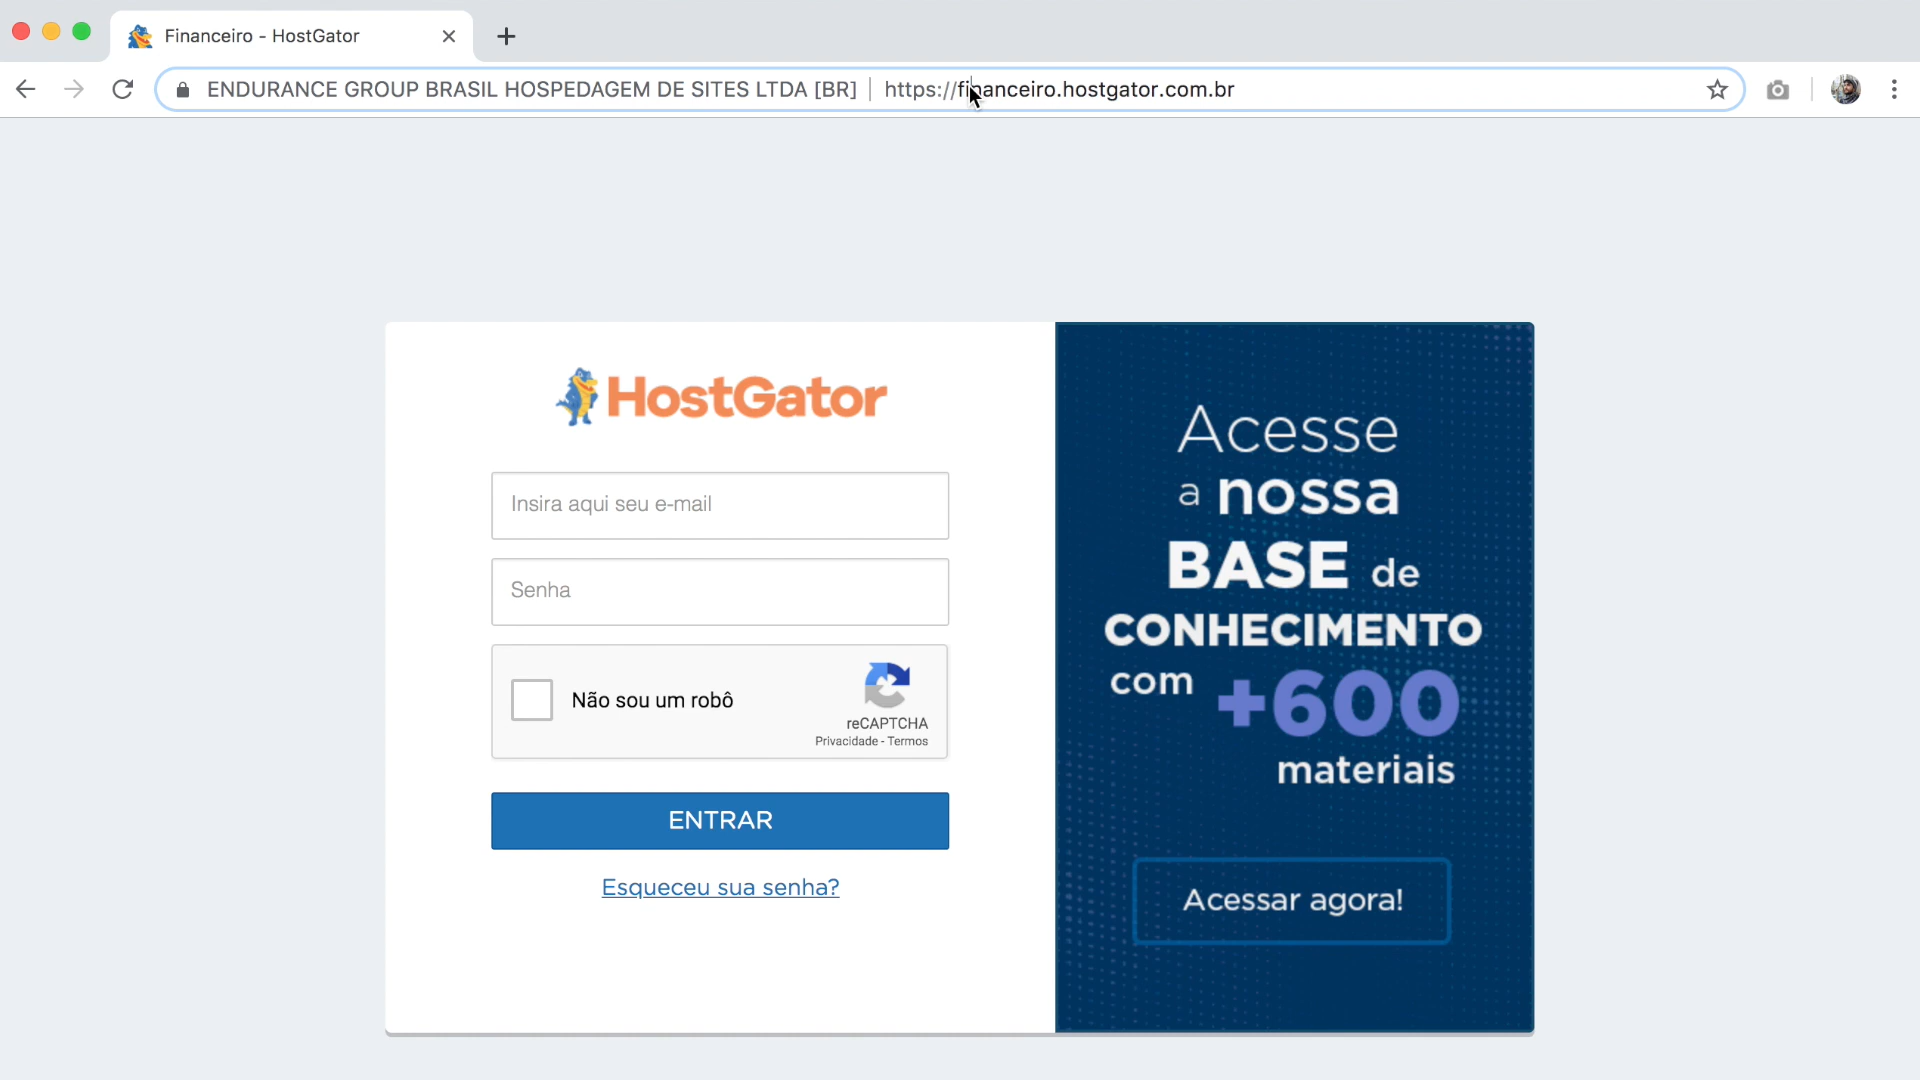 Financeiro - HostGator
ENDURANCE GROUP BRASIL HOSPEDAGEM DE SITES LTDA [BR] | https://financeiro.hostgator.com.br
HostGator
Insira aqui seu e-mail
Senha
Não sou um robô
reCAPTCHA
Privacidade - Termos
ENTRAR
Esqueceu sua senha?
Acesse
a nossa
BASE de
CONHECIMENTO
com +600
materiais
Acessar agora!